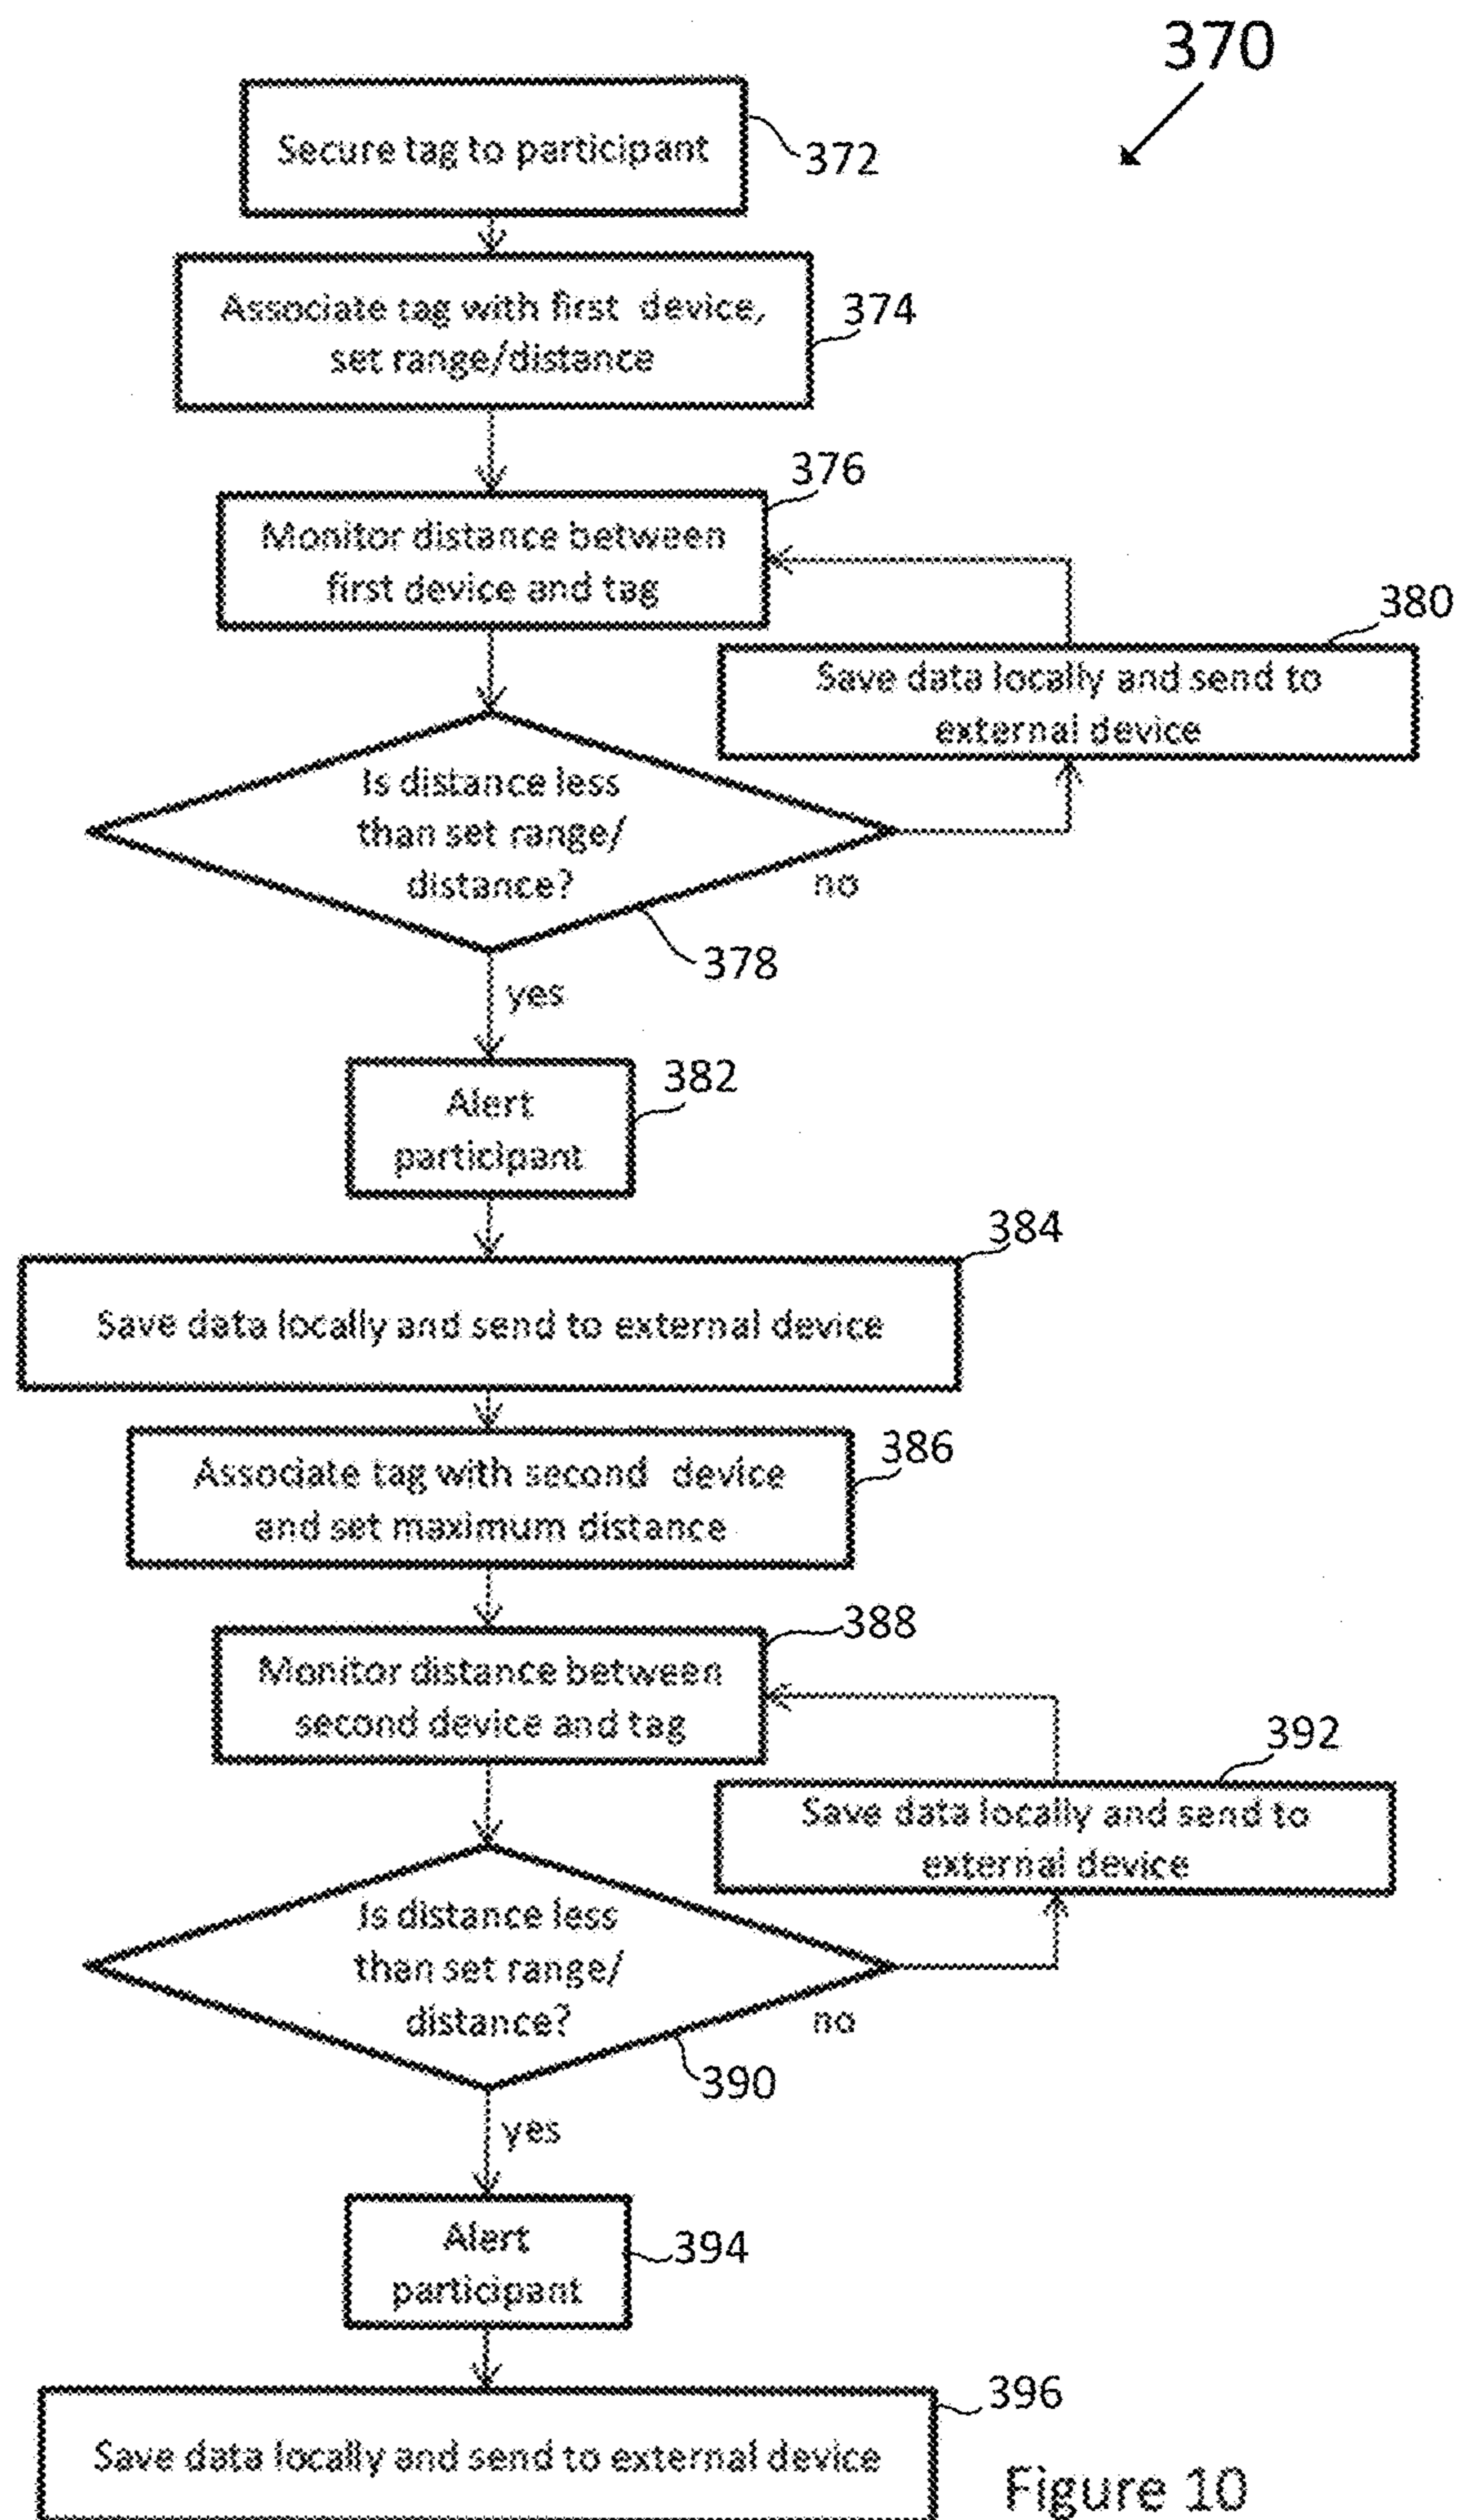 370
Secure tag to participant
372
Associate tag with first device,
set range/distance
374
376
Monitor distance between
first device and tag
380
Save data locally and send to
external device
Is distance less
than set range/
distance?
no
378
yes
382
Alert
participant
384
Save data locally and send to external device
386
Associate tag with second device
and set maximum distance
388
Monitor distance between
second device and tag
392
Save data locally and send to
external device
Is distance less
than set range/
distance?
no
390
yes
Alert
participant
394
396
Save data locally and send to external device
Figure 10